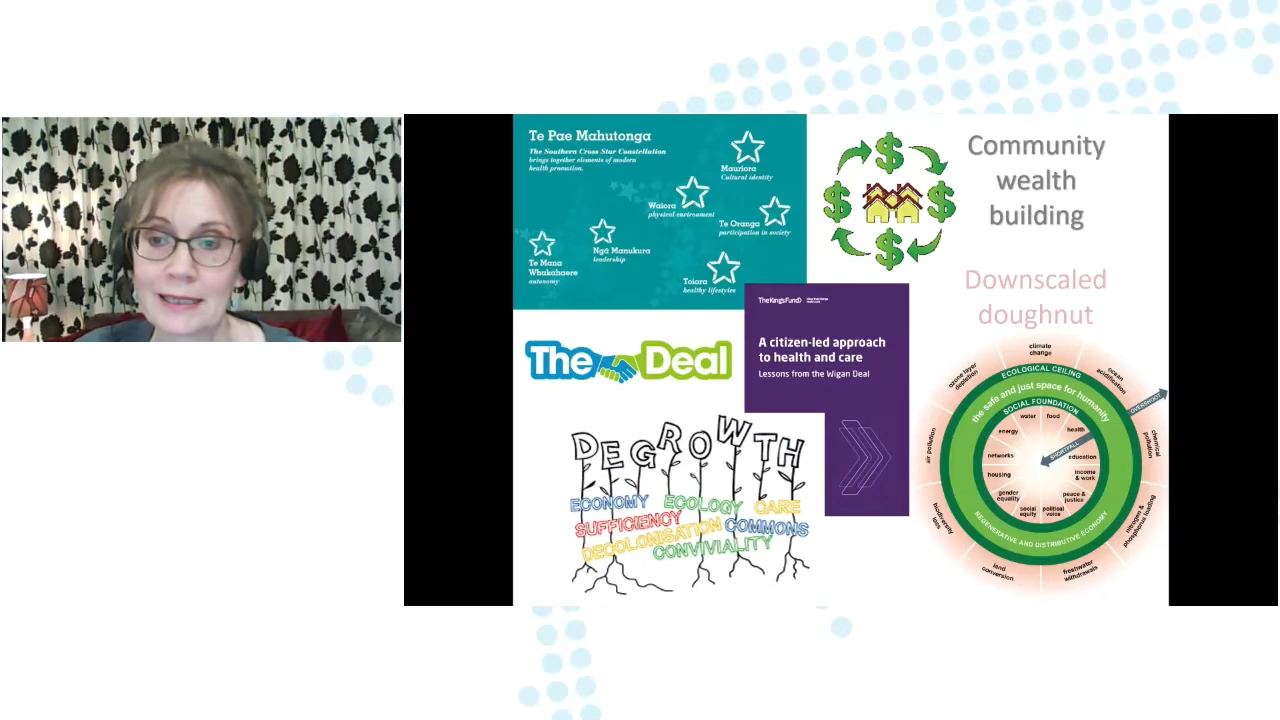 Te Pae Mahutonga
The Southern Cross Star Constellation
brings together elements of modern
health promotion.
Mauriora
Cultural identity
Waiora
physical environment
Te Oranga
participation in society
Ngā Manukura
leadership
Te Mana
Whakahaere
autonomy
Toiora
healthy lifestyles
Community
wealth
building
Downscaled
doughnut
The Deal
TheKingsFund
A citizen-led approach
to health and care
Lessons from the Wigan Deal
DEGROWTH
ECONOMY ECOLOGY CARE
SUFFICIENCY COMMONS
DECOLONISATION
CONVIVIALITY
climate
change
ocean
acidification
chemical
pollution
nitrogen &
phosphorus loading
freshwater
withdrawals
land
conversion
biodiversity
loss
air pollution
ozone layer
depletion
ECOLOGICAL CEILING
the safe and just space for humanity
SOCIAL FOUNDATION
OVERSHOOT
SHORTFALL
water
food
health
education
income
& work
peace &
justice
political
voice
social
equity
gender
equality
housing
networks
energy
REGENERATIVE AND DISTRIBUTIVE ECONOMY